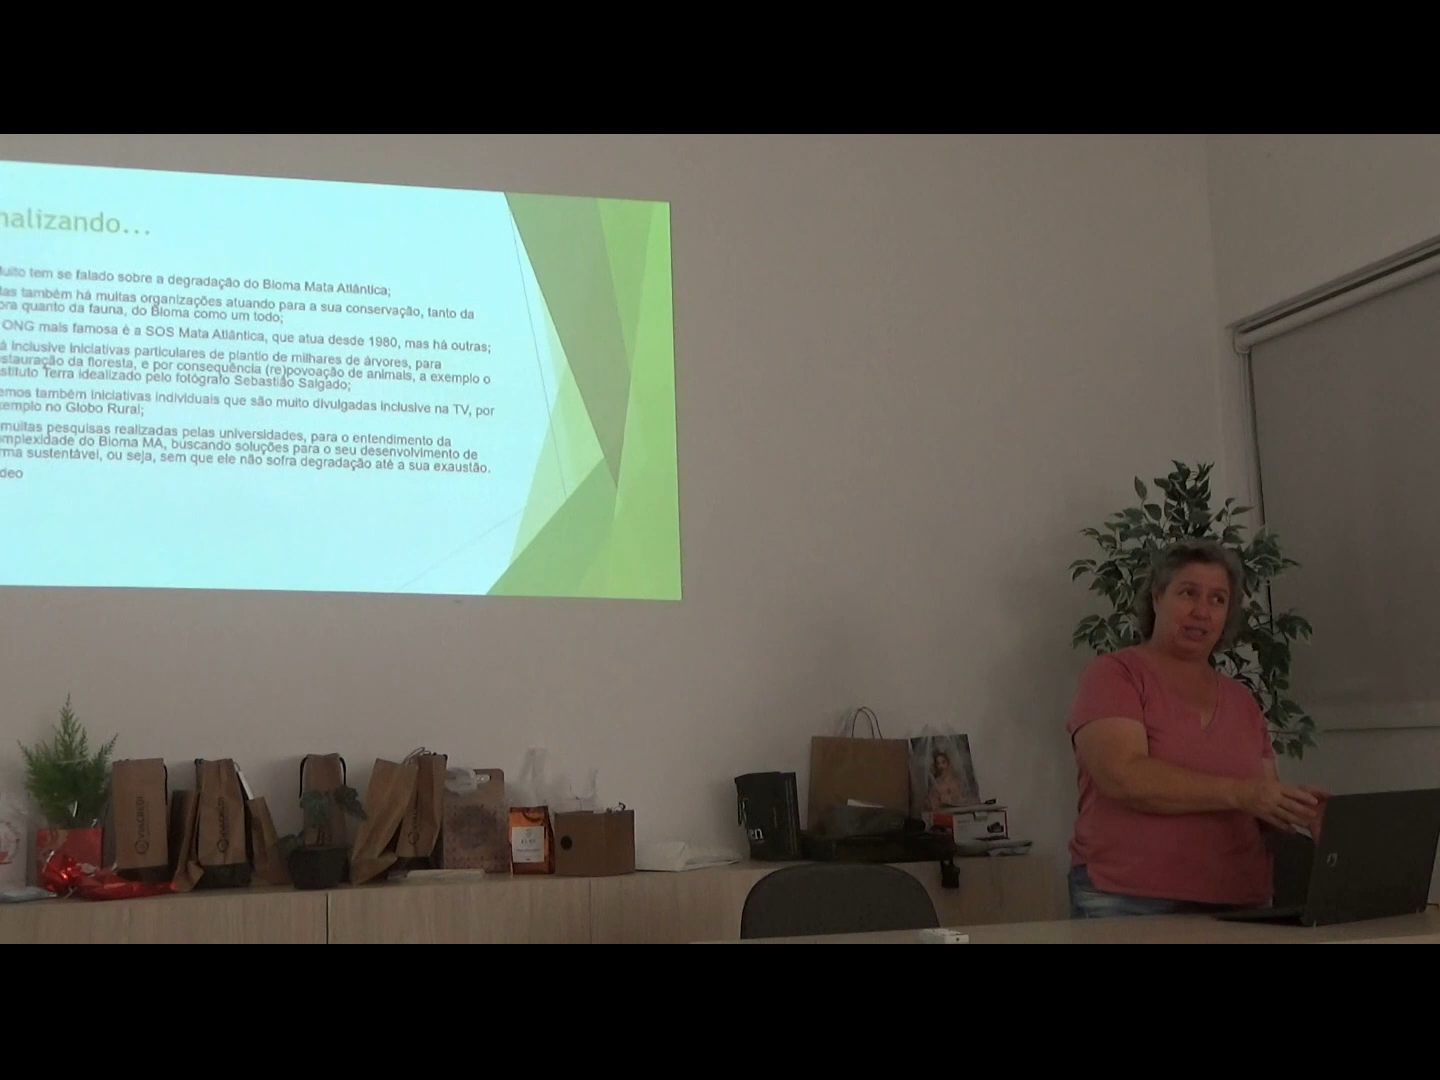 nalizando...
uito tem se falado sobre a degradação do Bioma Mata Atlântica;
as também há muitas organizações atuando para a sua conservação, tanto da
ora quanto da fauna, do Bioma como um todo;
ONG mais famosa é a SOS Mata Atlântica, que atua desde 1980, mas há outras;
á inclusive iniciativas particulares de plantio de milhares de árvores, para
stauração da floresta, e por consequência (re)povoação de animais, a exemplo o
stituto Terra idealizado pelo fotógrafo Sebastião Salgado;
emos também iniciativas individuais que são muito divulgadas inclusive na TV, por
emplo no Globo Rural;
muitas pesquisas realizadas pelas universidades, para o entendimento da
mplexidade do Bioma MA, buscando soluções para o seu desenvolvimento de
rma sustentável, ou seja, sem que ele não sofra degradação até a sua exaustão.
deo